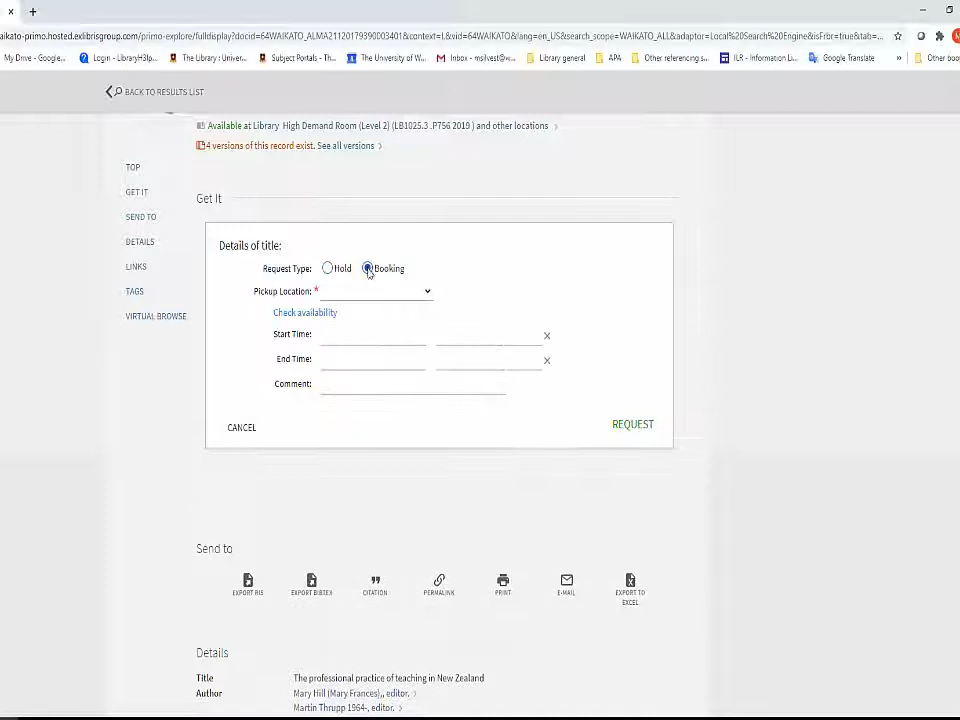 × +
aikato-primo.hosted.exlibrisgroup.com/primo-explore/fulldisplay?docid=64WAIKATO_ALMA21120179390003401&context=L&vid=64WAIKATO&lang=en_US&search_scope=WAIKATO_ALL&adaptor=Local%20Search%20Engine&isFrbr=true&tab=...
My Drive - Google... Login - LibraryH3lp... The Library : Univer... Subject Portals - Th... The University of W... Inbox - msilvest@w... Library general APA Other referencing s... ILR - Information Li... Google Translate » Other boo
BACK TO RESULTS LIST
Available at Library High Demand Room (Level 2) (LB1025.3 .P756 2019 ) and other locations
4 versions of this record exist. See all versions
TOP
GET IT
SEND TO
DETAILS
LINKS
TAGS
VIRTUAL BROWSE
Get It
Details of title:
Request Type: Hold Booking
Pickup Location: *
Check availability
Start Time:
End Time:
Comment:
CANCEL REQUEST
Send to
EXPORT RIS EXPORT BIBTEX CITATION PERMALINK PRINT E-MAIL EXPORT TO EXCEL
Details
Title The professional practice of teaching in New Zealand
Author Mary Hill (Mary Frances),, editor.
Martin Thrupp 1964-, editor.